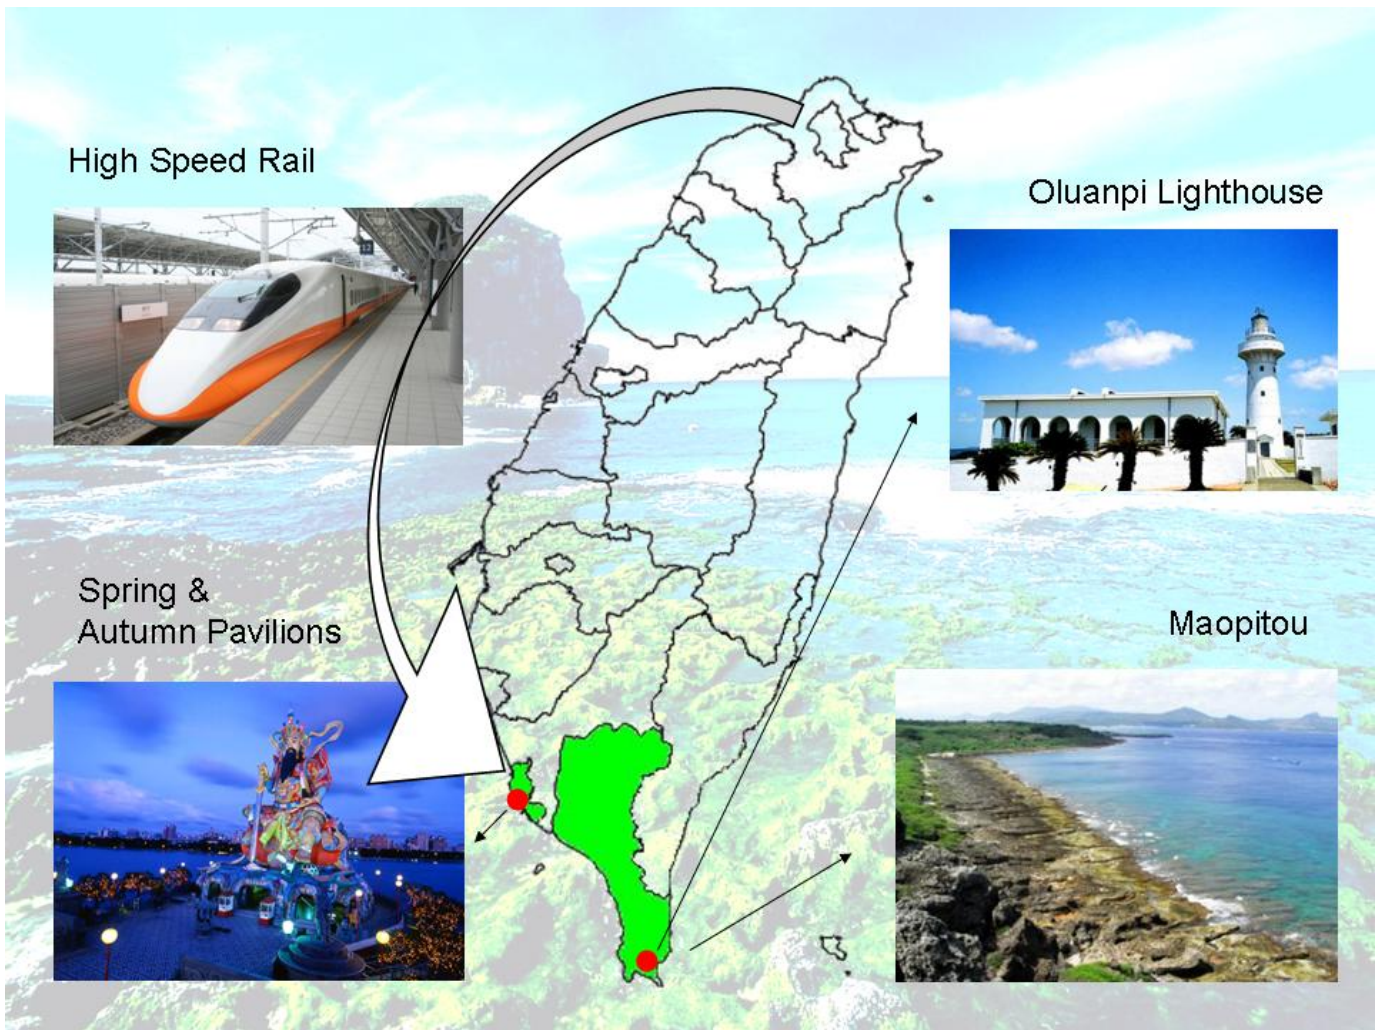 High Speed Rail
Oluanpi Lighthouse
Spring &
Autumn Pavilions
Maopitou